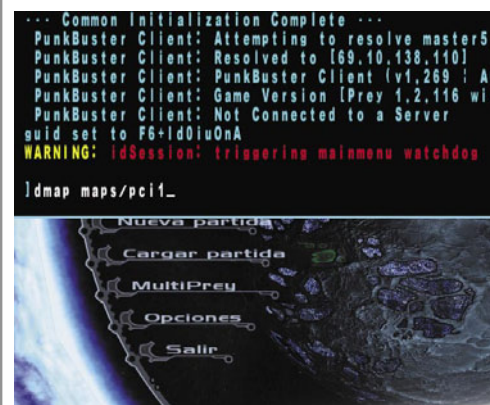 --- Common Initialization Complete ---
PunkBuster Client: Attempting to resolve master5
PunkBuster Client: Resolved to [69.10.138.110]
PunkBuster Client: PunkBuster Client (v1.269 | A
PunkBuster Client: Game Version [Prey 1.2.116 wi
PunkBuster Client: Not Connected to a Server
guid set to F6+ld0iuOnA
WARNING: idSession: triggering mainmenu watchdog
]dmap maps/pci1_
Nueva partida
Cargar partida
MultiPrey
Opciones
Salir